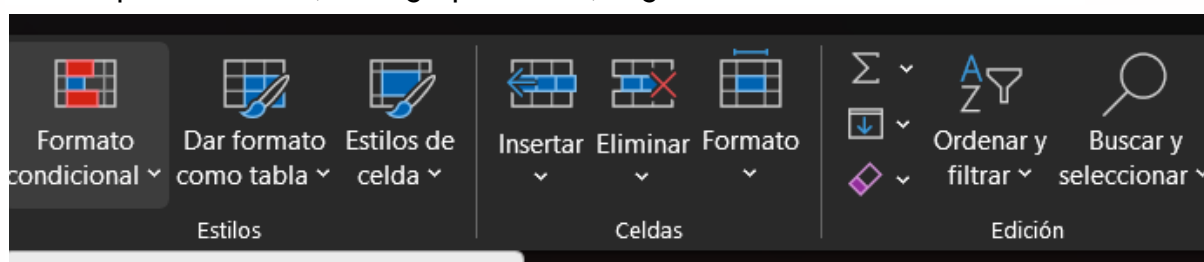 Formato condicional
Dar formato como tabla
Estilos de celda
Estilos
Insertar
Eliminar
Formato
Celdas
Ordenar y filtrar
Buscar y seleccionar
Edición